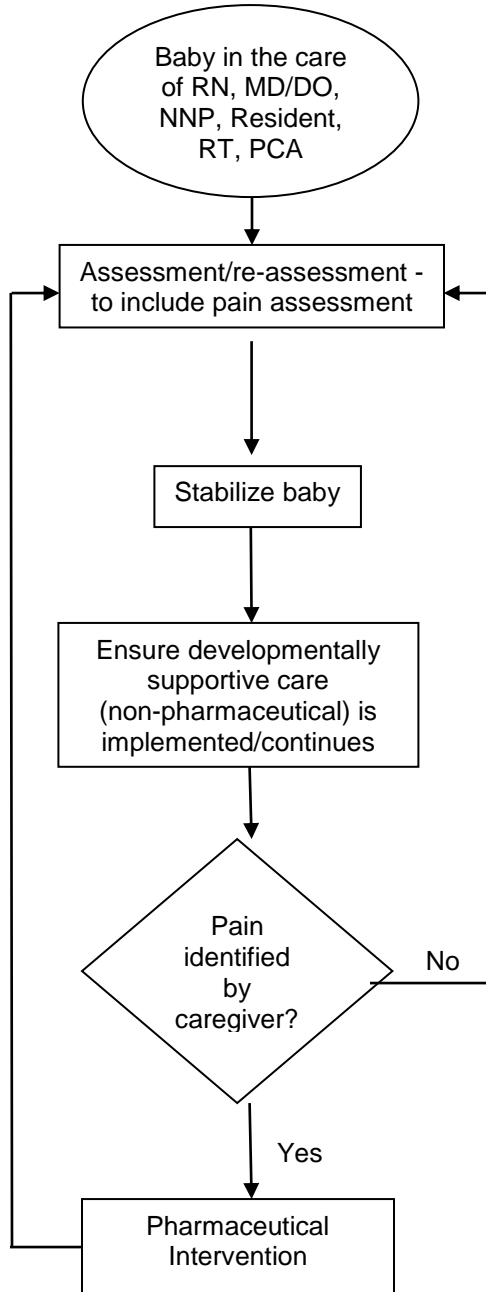 Baby in the care
of RN, MD/DO,
NNP, Resident,
RT, PCA
Assessment/re-assessment -
to include pain assessment
Stabilize baby
Ensure developmentally
supportive care
(non-pharmaceutical) is
implemented/continues
Pain
identified
by
caregiver?
No
Yes
Pharmaceutical
Intervention